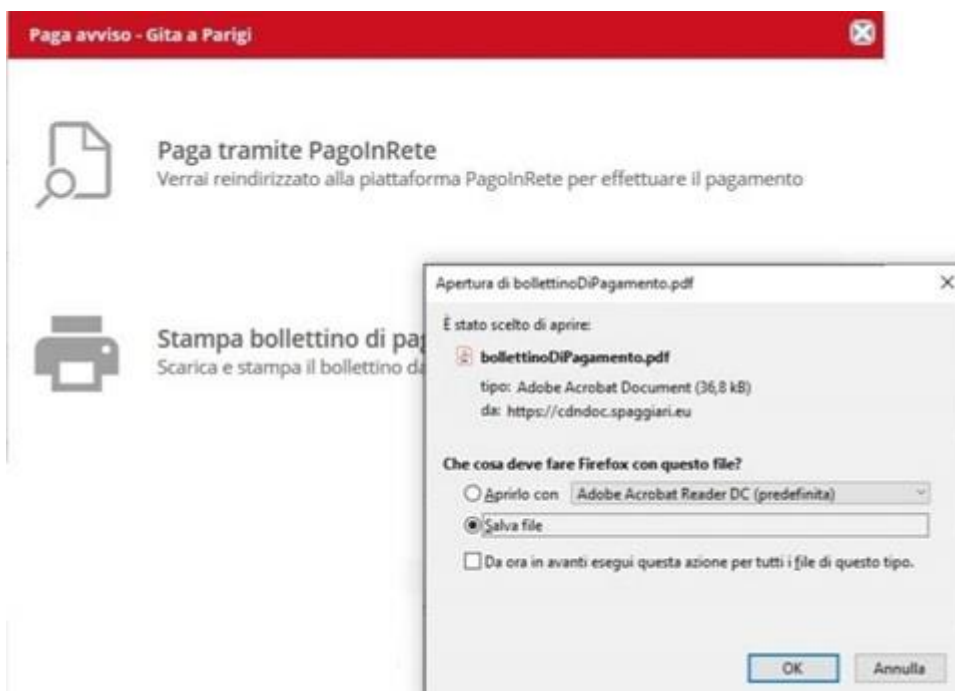 Paga avviso - Gita a Parigi
Paga tramite PagoInRete
Verrai reindirizzato alla piattaforma PagoInRete per effettuare il pagamento
Stampa bollettino di pag
Scarica e stampa il bollettino da
Apertura di bollettinoDiPagamento.pdf
È stato scelto di aprire:
bollettinoDiPagamento.pdf
tipo: Adobe Acrobat Document (36,8 kB)
da: https://cdndoc.spaggiari.eu
Che cosa deve fare Firefox con questo file?
Aprirlo con Adobe Acrobat Reader DC (predefinita)
Salva file
Da ora in avanti esegui questa azione per tutti i file di questo tipo.
OK Annulla